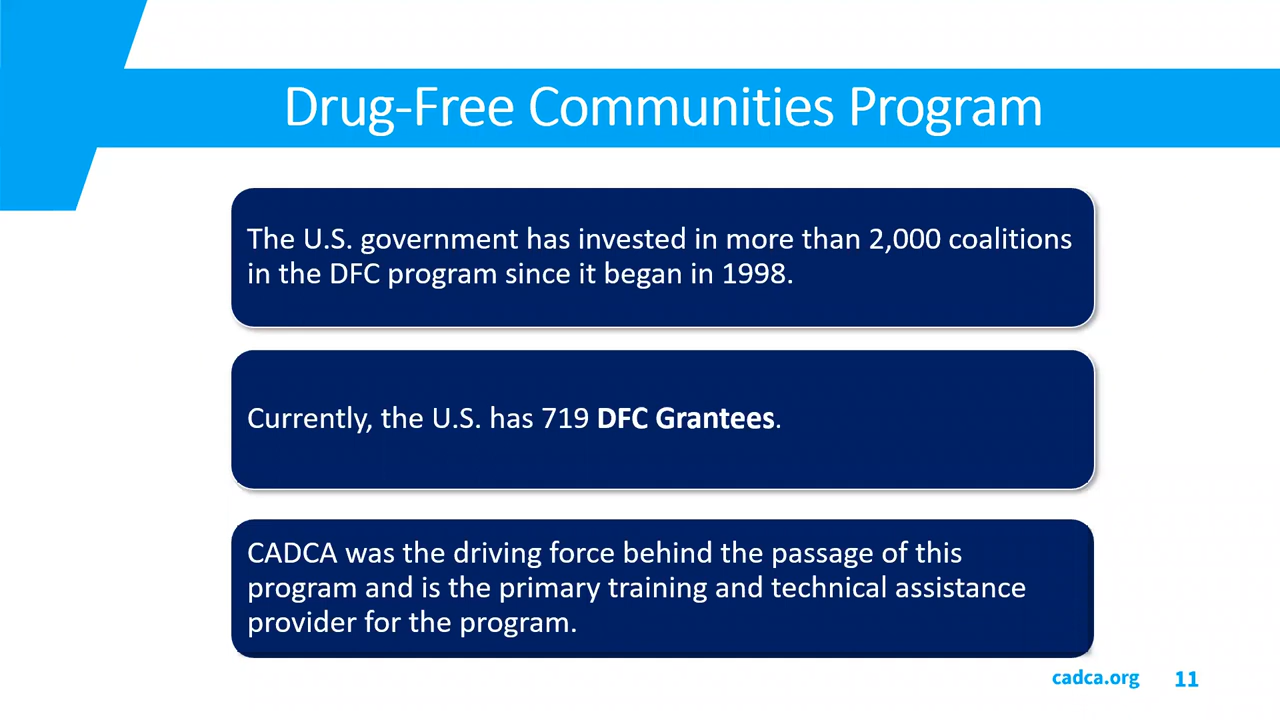 Drug-Free Communities Program
The U.S. government has invested in more than 2,000 coalitions
in the DFC program since it began in 1998.
Currently, the U.S. has 719 DFC Grantees.
CADCA was the driving force behind the passage of this
program and is the primary training and technical assistance
provider for the program.
cadca.org 11